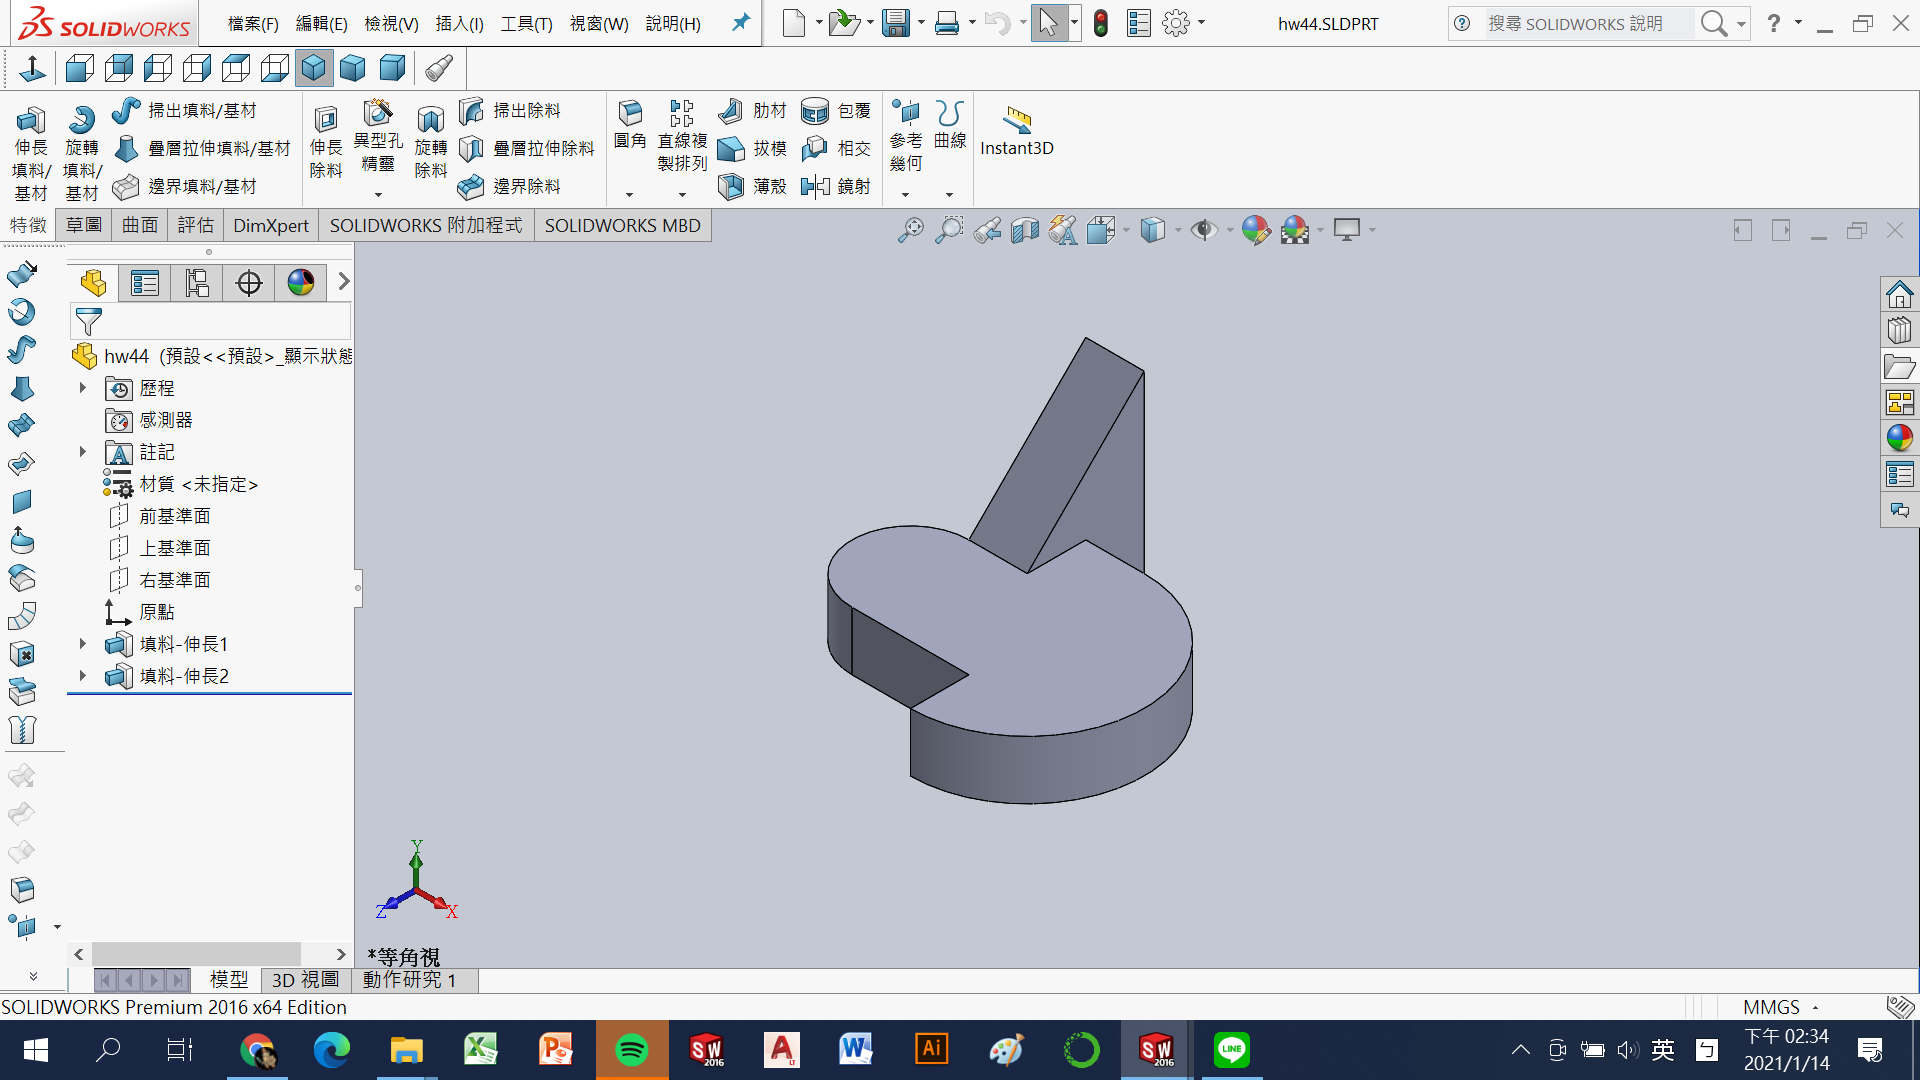 SOLIDWORKS
檔案(F) 編輯(E) 檢視(V) 插入(I) 工具(T) 視窗(W) 說明(H)
hw44.SLDPRT
搜尋 SOLIDWORKS 說明
伸長填料/基材
旋轉填料/基材
掃出填料/基材
疊層拉伸填料/基材
邊界填料/基材
伸長除料
異型孔精靈
旋轉除料
掃出除料
疊層拉伸除料
邊界除料
圓角
直線複製排列
肋材
拔模
薄殼
包覆
相交
鏡射
參考幾何
曲線
Instant3D
特徵 草圖 曲面 評估 DimXpert SOLIDWORKS 附加程式 SOLIDWORKS MBD
hw44 (預設<<預設>_顯示狀態
歷程
感測器
註記
材質 <未指定>
前基準面
上基準面
右基準面
原點
填料-伸長1
填料-伸長2
Y
Z
X
*等角視
模型 3D 視圖 動作研究 1
SOLIDWORKS Premium 2016 x64 Edition
MMGS
英
ㄅ
下午 02:34
2021/1/14